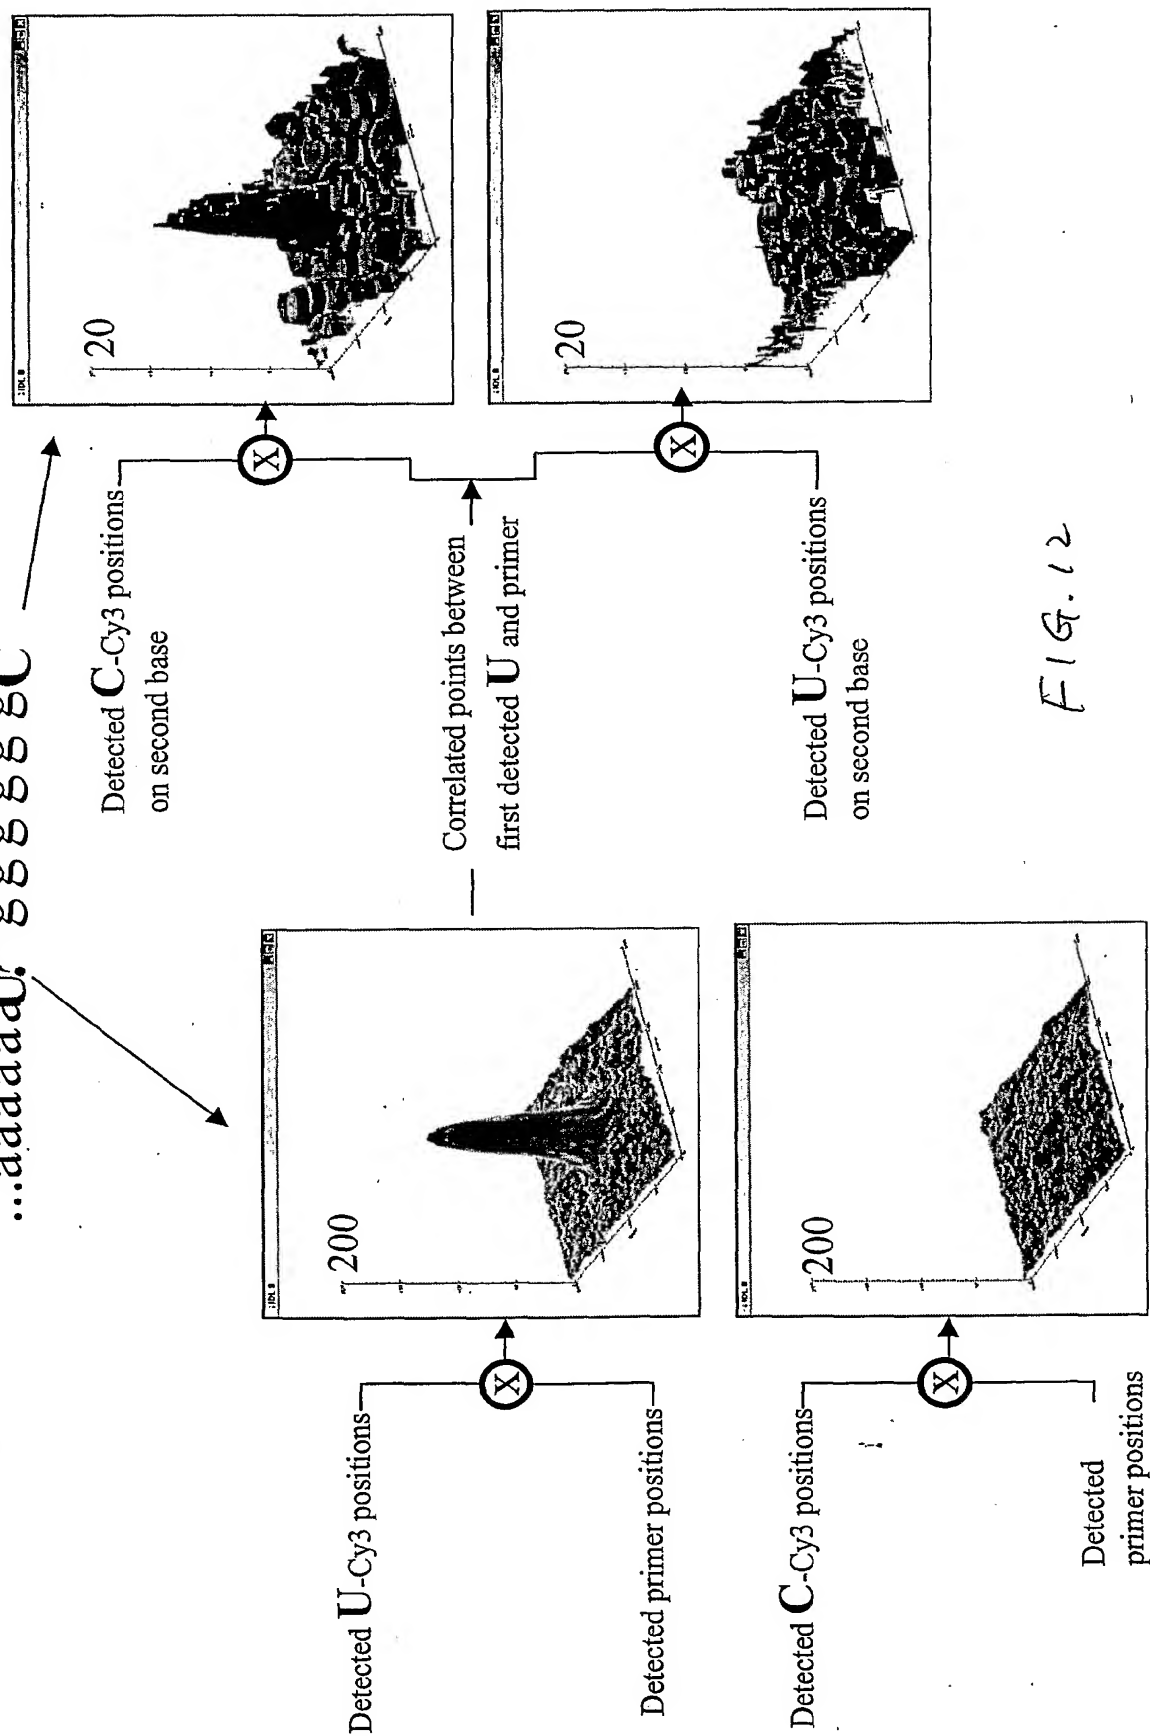 ...aaaaaaU.ggggggC
Detected U-Cy3 positions
Detected primer positions
200
Detected C-Cy3 positions
Detected
primer positions
200
Detected C-Cy3 positions
on second base
20
Correlated points between
first detected U and primer
Detected U-Cy3 positions
on second base
20
X
X
X
X
FIG. 12